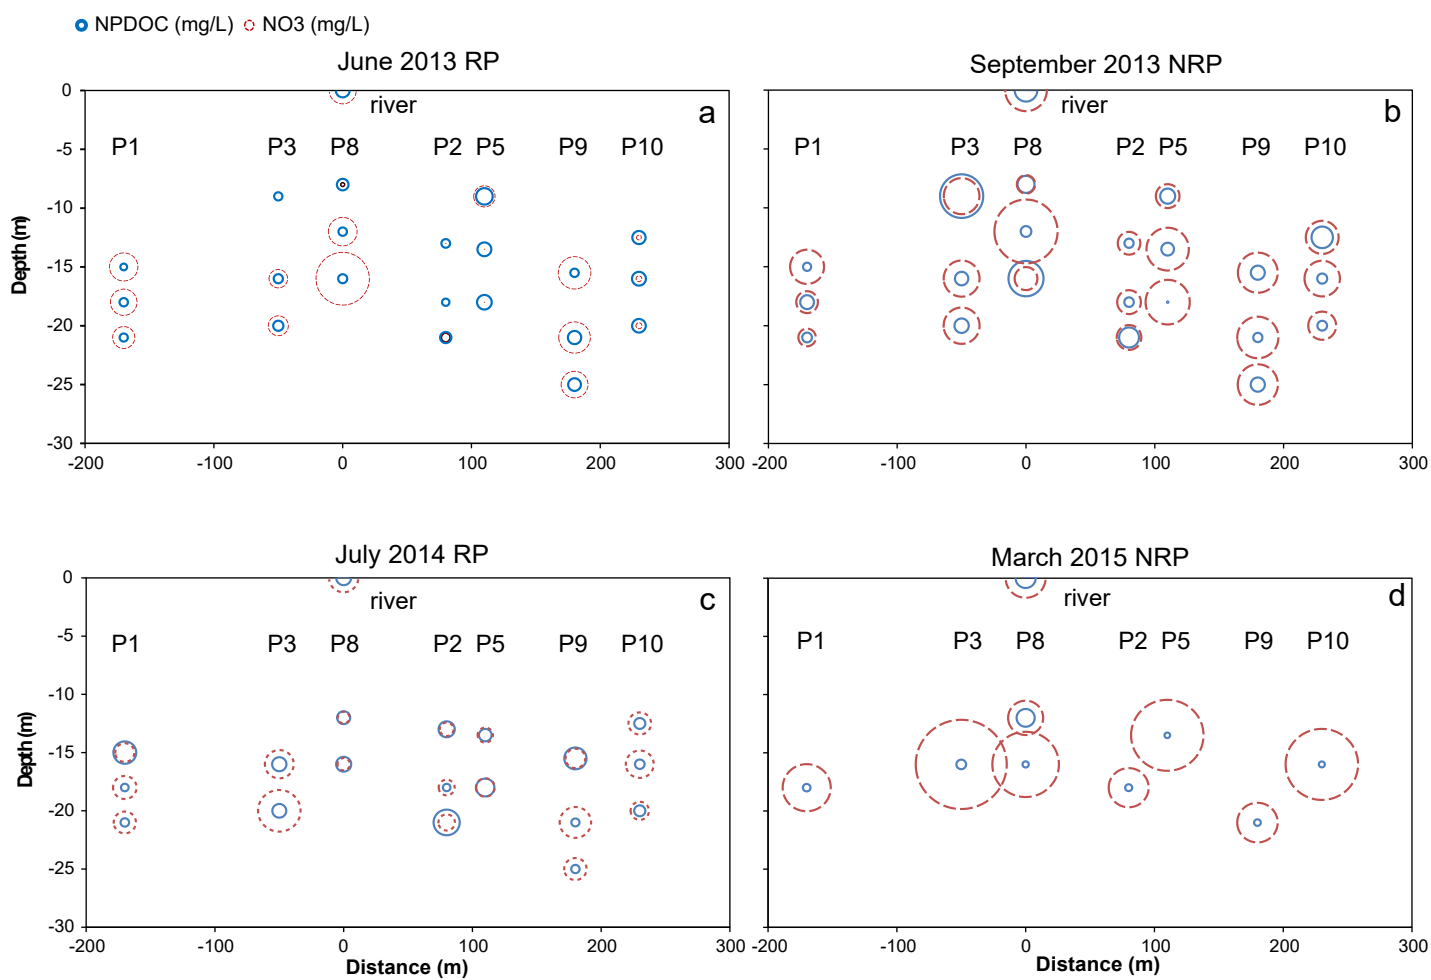 NPDOC (mg/L) NO3 (mg/L)
June 2013 RP
September 2013 NRP
0
river
a
-5
P1 P3 P8 P2 P5 P9 P10
-10
Depth (m)
-15
-20
-25
-30
-200 -100 0 100 200 300
river
b
P1 P3 P8 P2 P5 P9 P10
-200 -100 0 100 200 300
July 2014 RP
March 2015 NRP
0
river
c
-5
P1 P3 P8 P2 P5 P9 P10
-10
Depth (m)
-15
-20
-25
-30
-200 -100 0 100 200 300
Distance (m)
river
d
P1 P3 P8 P2 P5 P9 P10
-200 -100 0 100 200 300
Distance (m)